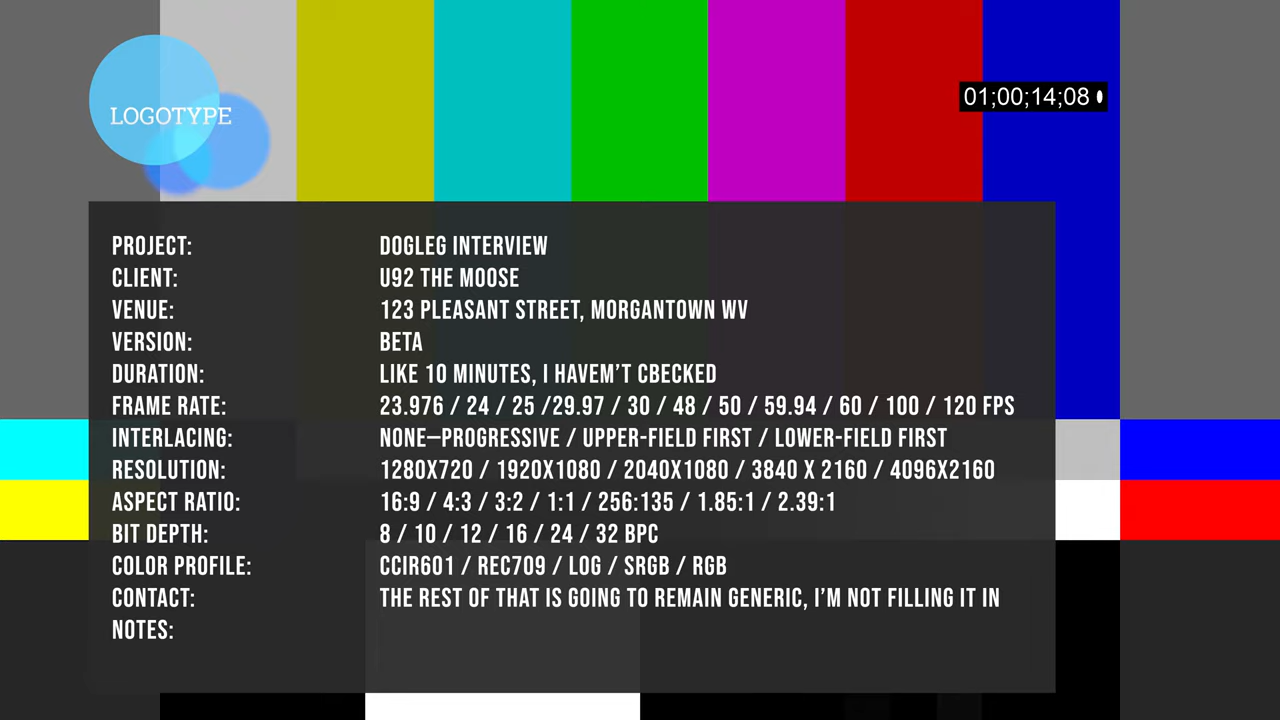 LOGOTYPE
01;00;14;08
PROJECT: DOGLEG INTERVIEW
CLIENT: U92 THE MOOSE
VENUE: 123 PLEASANT STREET, MORGANTOWN WV
VERSION: BETA
DURATION: LIKE 10 MINUTES, I HAVEM'T CBECKED
FRAME RATE: 23.976 / 24 / 25 /29.97 / 30 / 48 / 50 / 59.94 / 60 / 100 / 120 FPS
INTERLACING: NONE–PROGRESSIVE / UPPER-FIELD FIRST / LOWER-FIELD FIRST
RESOLUTION: 1280X720 / 1920X1080 / 2040X1080 / 3840 X 2160 / 4096X2160
ASPECT RATIO: 16:9 / 4:3 / 3:2 / 1:1 / 256:135 / 1.85:1 / 2.39:1
BIT DEPTH: 8 / 10 / 12 / 16 / 24 / 32 BPC
COLOR PROFILE: CCIR601 / REC709 / LOG / SRGB / RGB
CONTACT: THE REST OF THAT IS GOING TO REMAIN GENERIC, I'M NOT FILLING IT IN
NOTES: